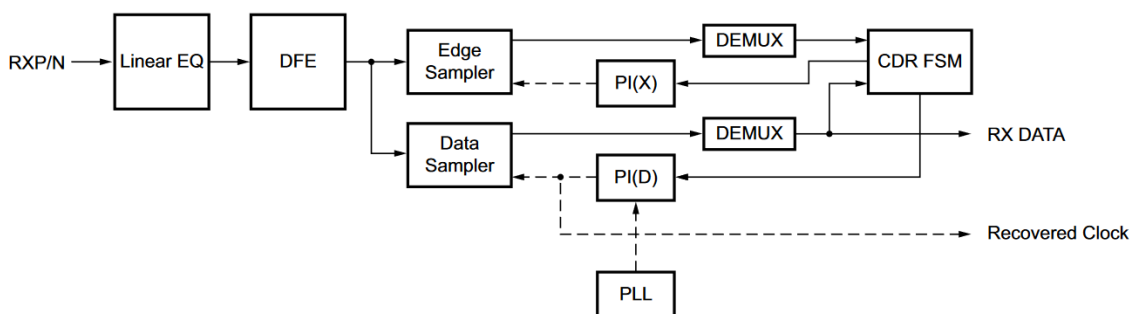 RXP/N
Linear EQ
DFE
Edge
Sampler
DEMUX
PI(X)
CDR FSM
Data
Sampler
DEMUX
RX DATA
PI(D)
Recovered Clock
PLL